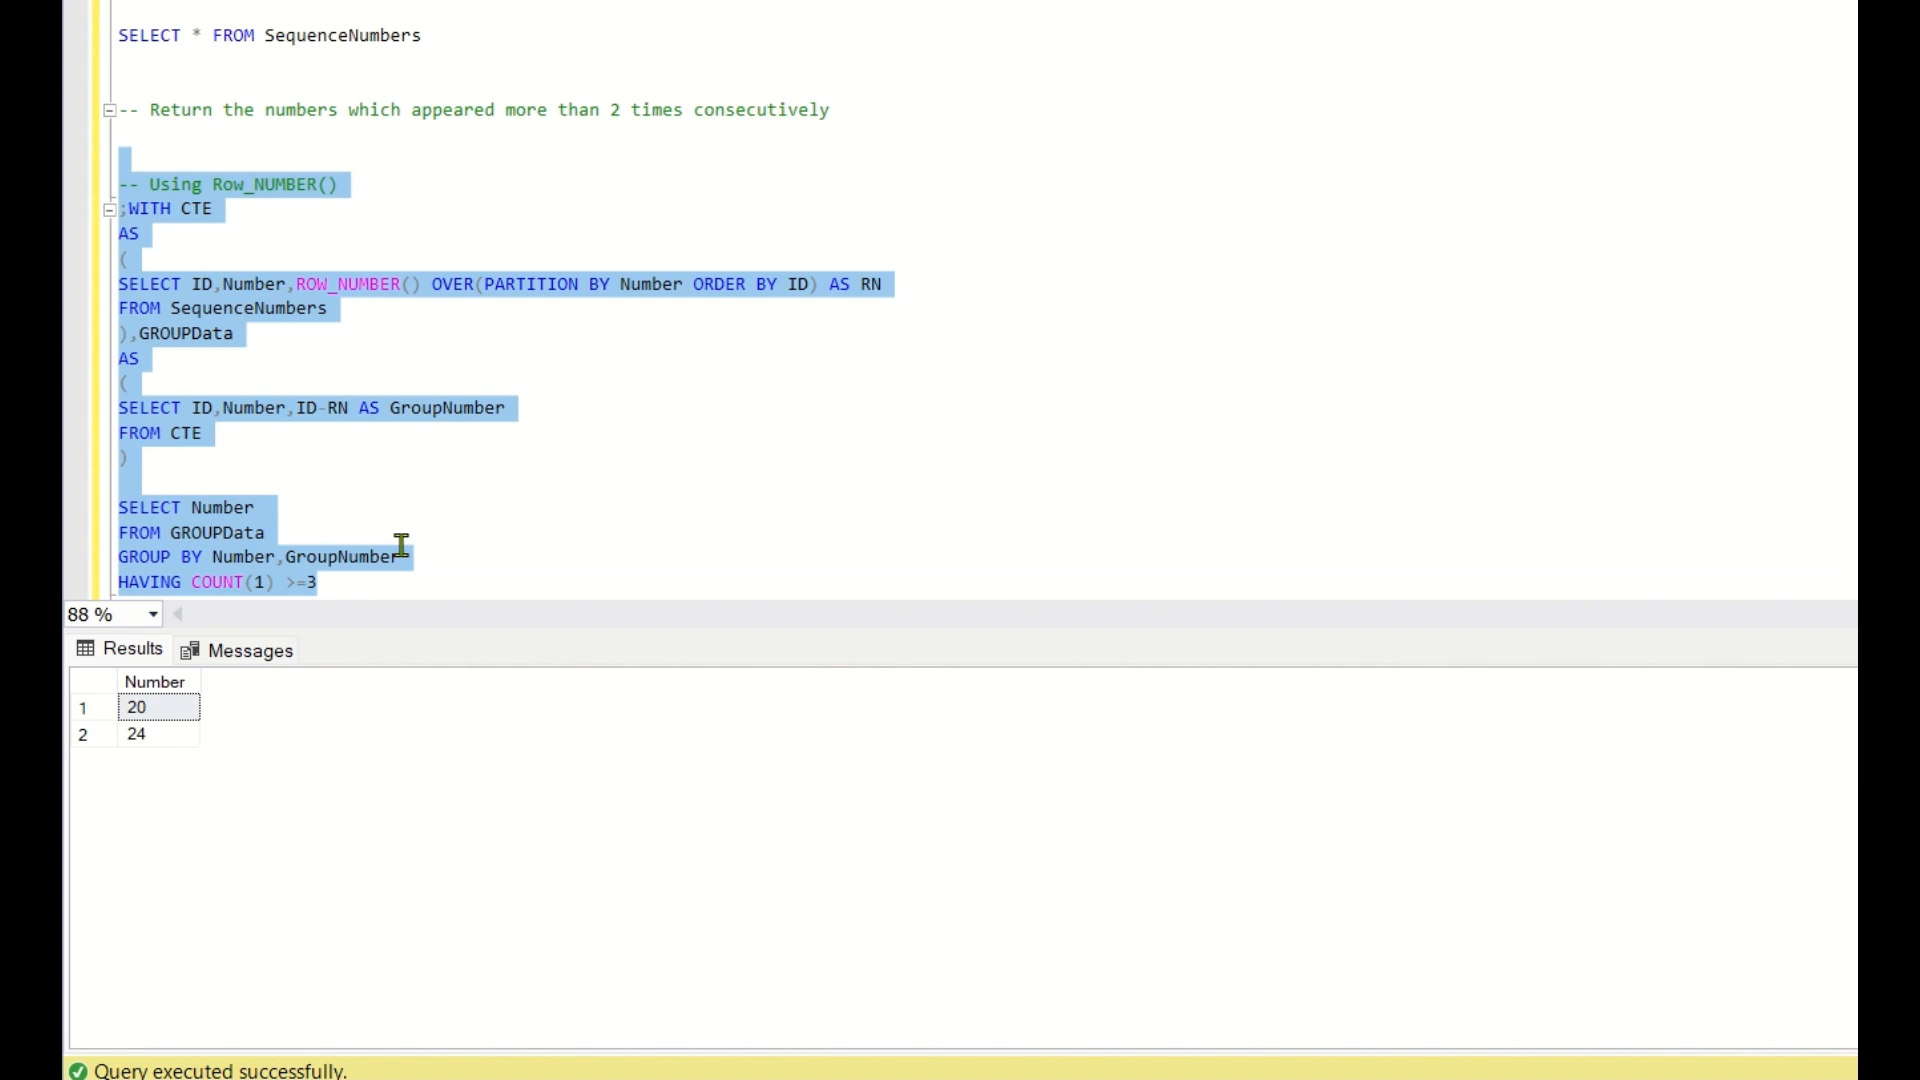 SELECT * FROM SequenceNumbers
-- Return the numbers which appeared more than 2 times consecutively
-- Using Row_NUMBER()
;WITH CTE
AS
(
SELECT ID,Number,ROW_NUMBER() OVER(PARTITION BY Number ORDER BY ID) AS RN
FROM SequenceNumbers
),GROUPData
AS
(
SELECT ID,Number,ID-RN AS GroupNumber
FROM CTE
)
SELECT Number
FROM GROUPData
GROUP BY Number,GroupNumber
HAVING COUNT(1) >=3
88 %
Results Messages
Number
1 20
2 24
Query executed successfully.